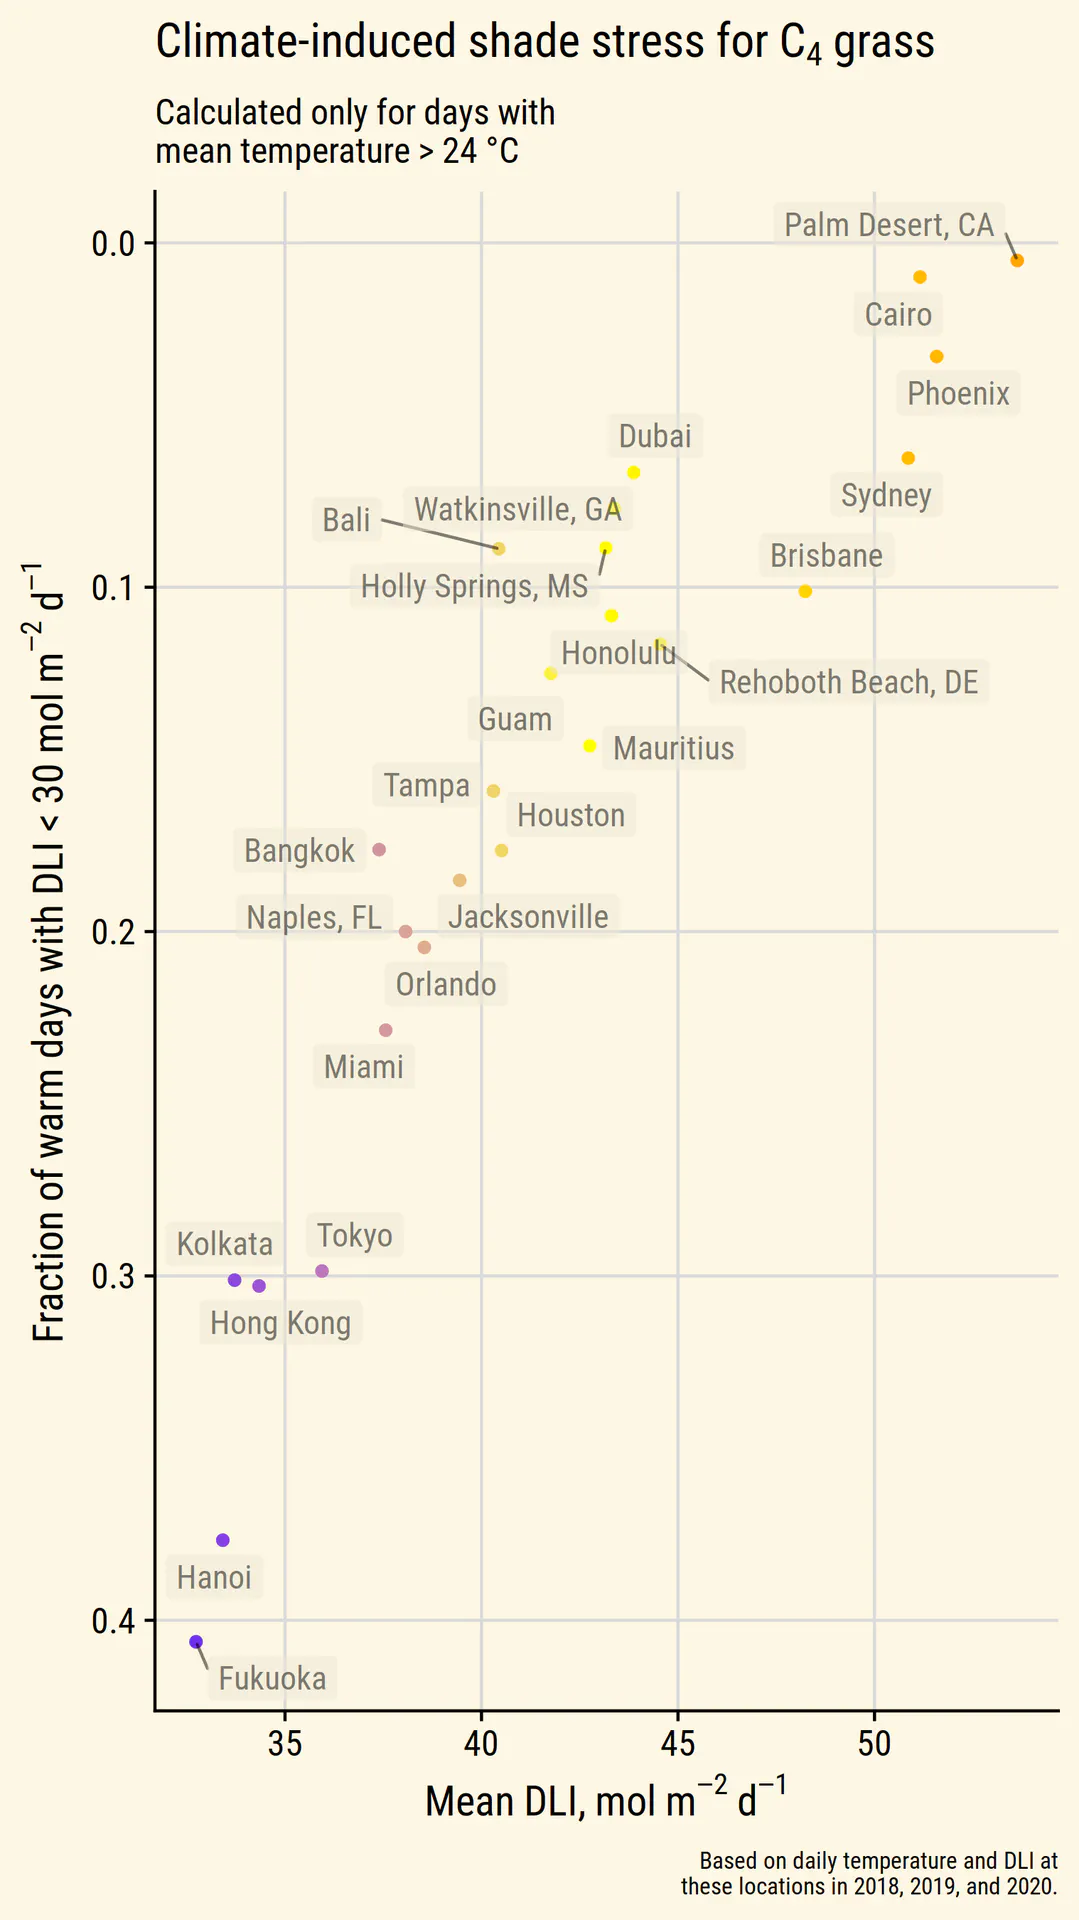 Climate-induced shade stress for C₄ grass
Calculated only for days with
mean temperature > 24 °C
Fraction of warm days with DLI < 30 mol m⁻² d⁻¹
0.0
0.1
0.2
0.3
0.4
Palm Desert, CA
Cairo
Phoenix
Dubai
Sydney
Watkinsville, GA
Bali
Brisbane
Holly Springs, MS
Honolulu
Rehoboth Beach, DE
Guam
Mauritius
Tampa
Houston
Bangkok
Naples, FL
Jacksonville
Orlando
Miami
Tokyo
Kolkata
Hong Kong
Hanoi
Fukuoka
35 40 45 50
Mean DLI, mol m⁻² d⁻¹
Based on daily temperature and DLI at
these locations in 2018, 2019, and 2020.